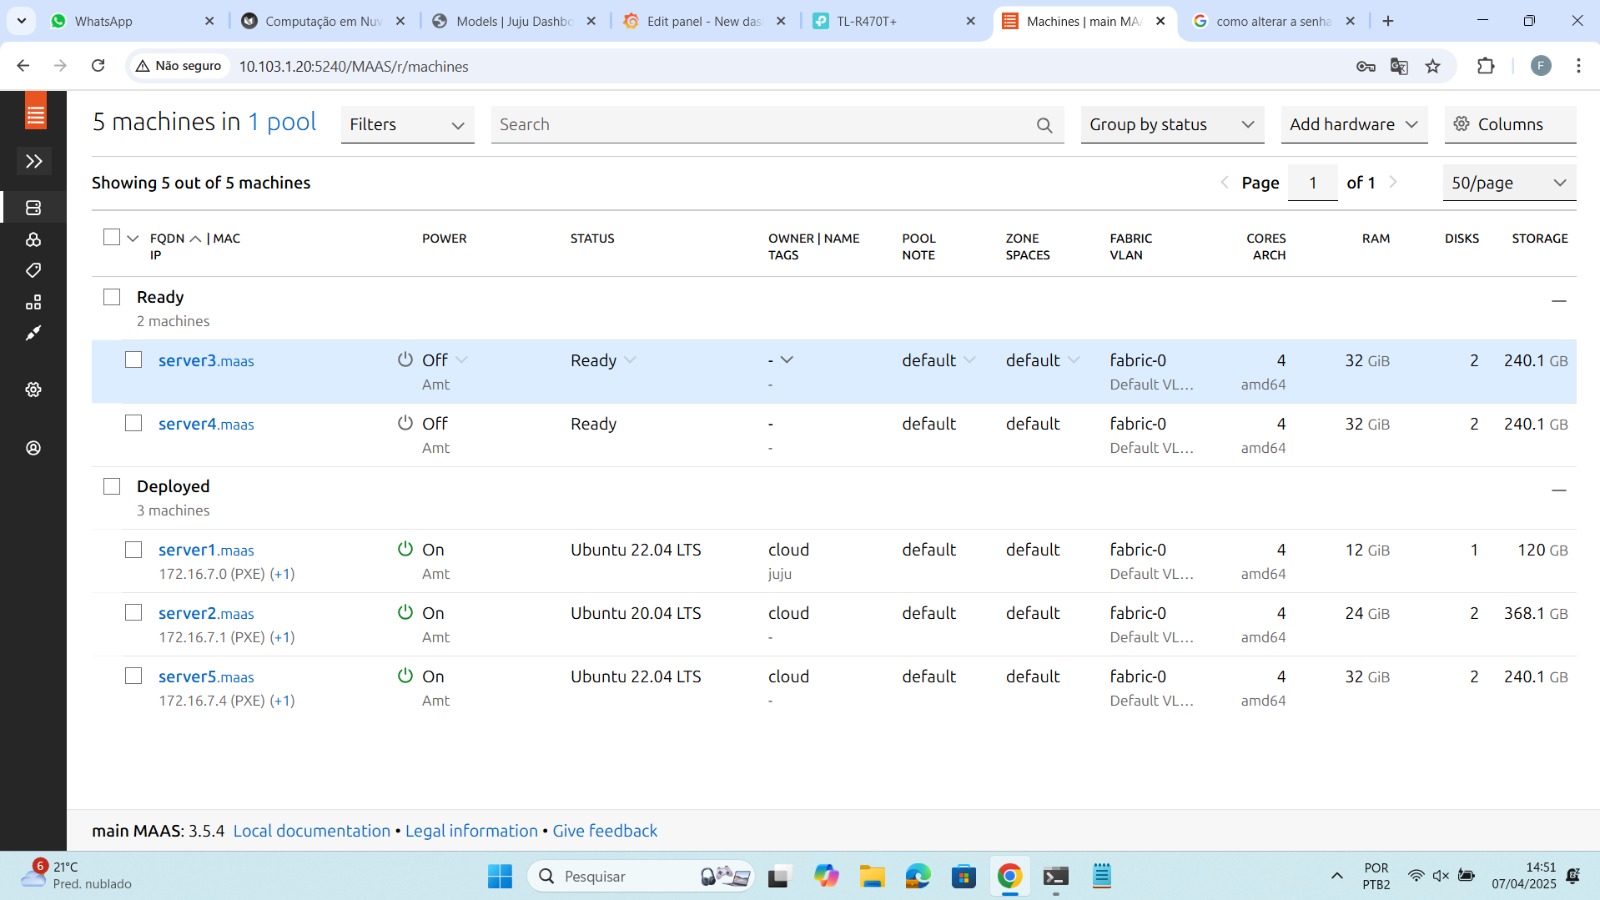 WhatsApp
Computação em Nuv
Models | Juju Dashbo
Edit panel - New das
TL-R470T+
Machines | main MA
como alterar a senha
Não seguro
10.103.1.20:5240/MAAS/r/machines
F
5 machines in 1 pool
Filters
Search
Group by status
Add hardware
Columns
Showing 5 out of 5 machines
Page 1 of 1
50/page
FQDN | MAC POWER STATUS OWNER | NAME POOL ZONE FABRIC CORES RAM DISKS STORAGE
IP TAGS NOTE SPACES VLAN ARCH
Ready
2 machines
server3.maas Off Ready - default default fabric-0 4 32 GiB 2 240.1 GB
Amt - Default VL... amd64
server4.maas Off Ready - default default fabric-0 4 32 GiB 2 240.1 GB
Amt - Default VL... amd64
Deployed
3 machines
server1.maas On Ubuntu 22.04 LTS cloud default default fabric-0 4 12 GiB 1 120 GB
172.16.7.0 (PXE) (+1) Amt juju Default VL... amd64
server2.maas On Ubuntu 20.04 LTS cloud default default fabric-0 4 24 GiB 2 368.1 GB
172.16.7.1 (PXE) (+1) Amt - Default VL... amd64
server5.maas On Ubuntu 22.04 LTS cloud default default fabric-0 4 32 GiB 2 240.1 GB
172.16.7.4 (PXE) (+1) Amt - Default VL... amd64
main MAAS: 3.5.4 Local documentation • Legal information • Give feedback
6
21°C
Pred. nublado
Pesquisar
POR
PTB2
14:51
07/04/2025